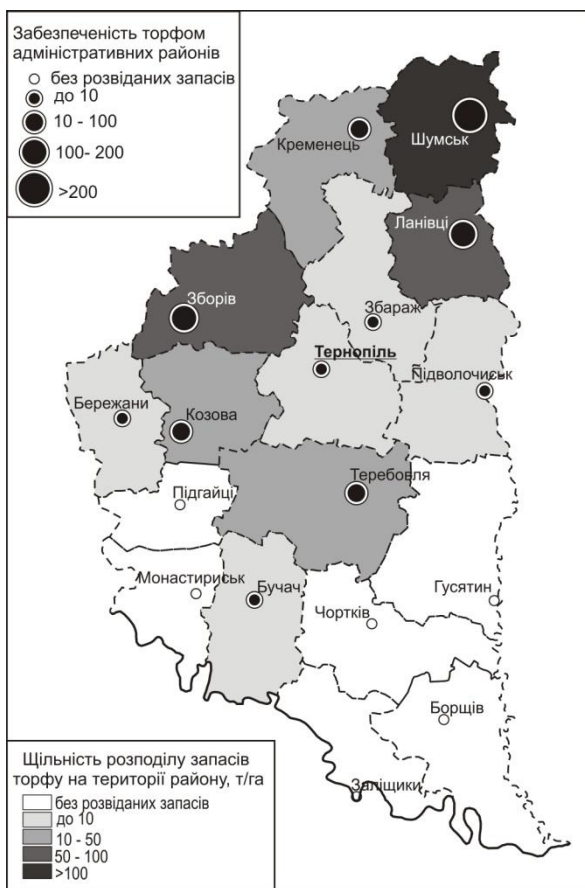 Забезпеченість торфом
адміністративних районів
без розвіданих запасів
до 10
10 - 100
100- 200
>200
Кременець
Шумськ
Ланівці
Зборів
Збараж
Тернопіль
Підволочиськ
Бережани
Козова
Теребовля
Підгайці
Монастириськ
Бучач
Чортків
Гусятин
Борщів
Заліщики
Щільність розподілу запасів
торфу на території району, т/га
без розвіданих запасів
до 10
10 - 50
50 - 100
>100